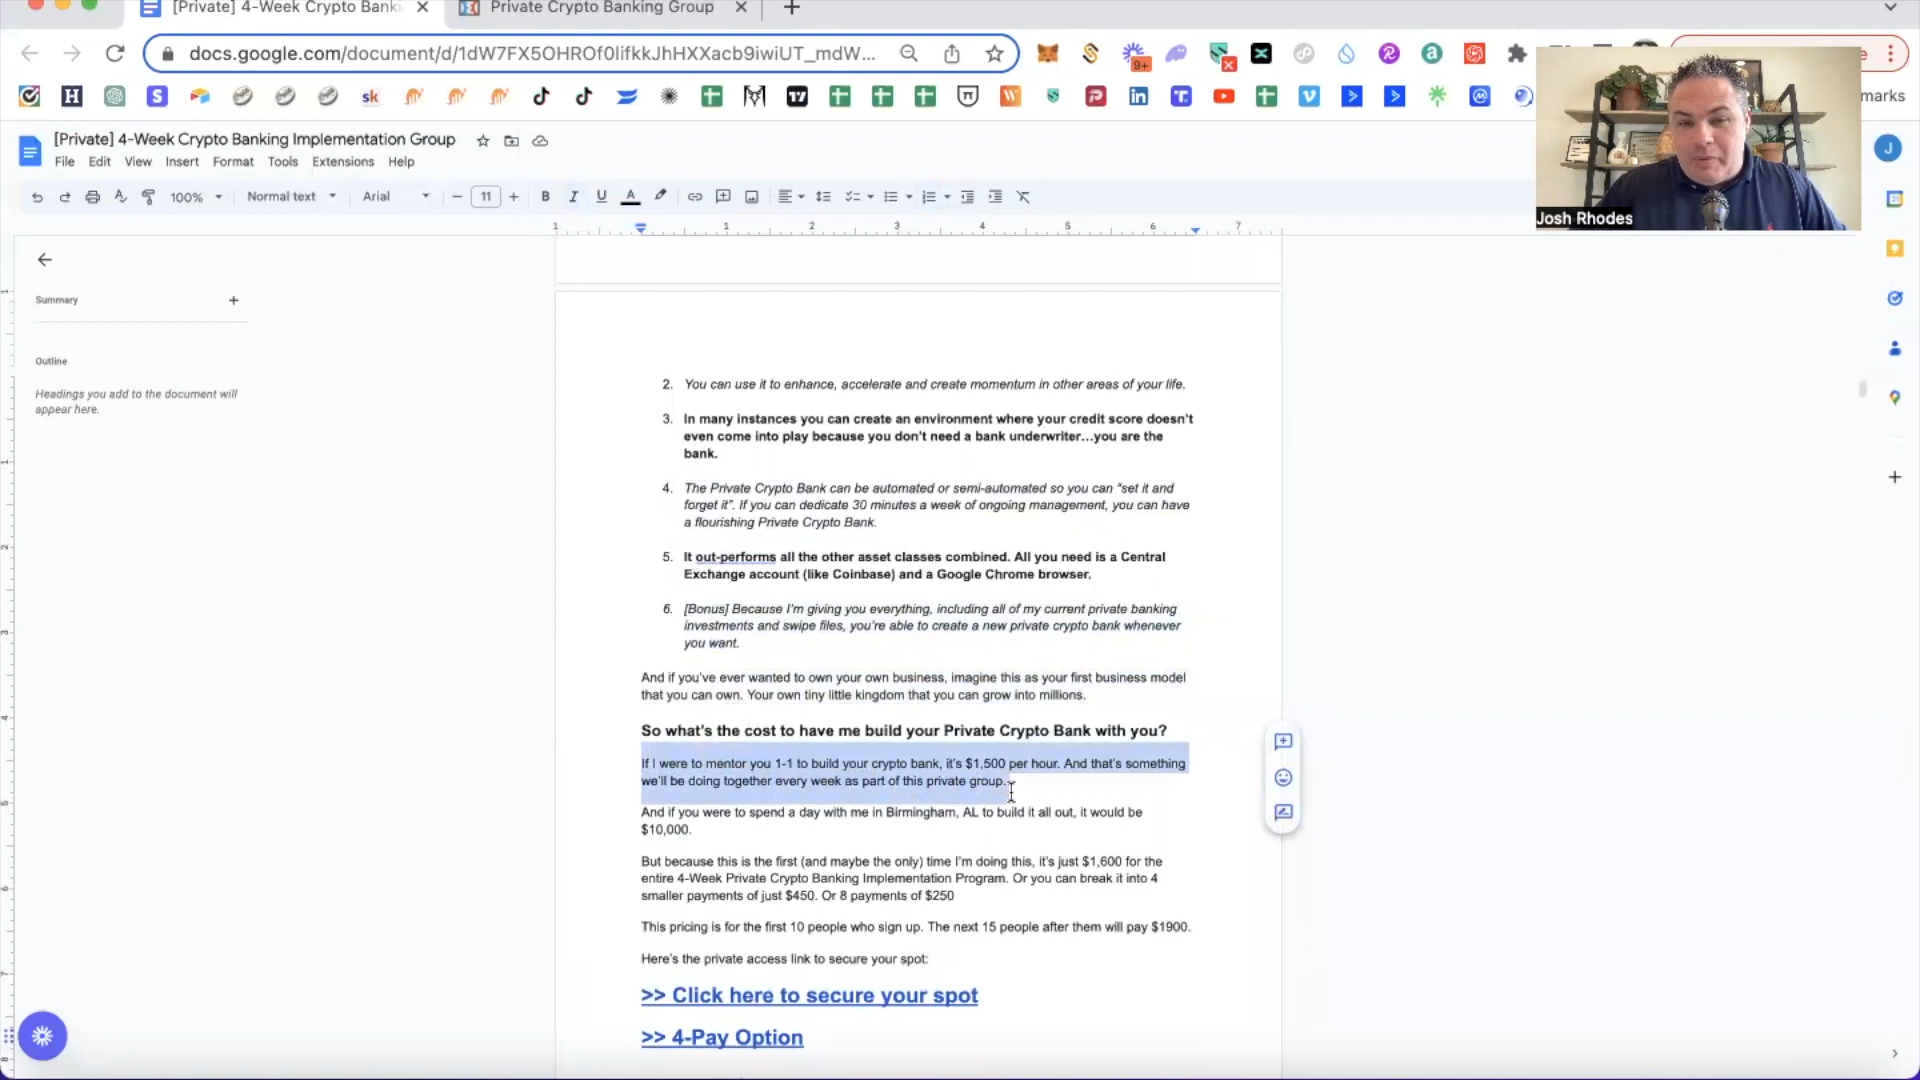 [Private] 4-Week Crypto Banki
Private Crypto Banking Group
docs.google.com/document/d/1dW7FX5OHROf0lifkkJhHXXacb9iwiUT_mdW...
9+
marks
[Private] 4-Week Crypto Banking Implementation Group
File Edit View Insert Format Tools Extensions Help
100% Normal text Arial 11
Josh Rhodes
Summary
Outline
Headings you add to the document will
appear here.
2. You can use it to enhance, accelerate and create momentum in other areas of your life.
3. In many instances you can create an environment where your credit score doesn't
even come into play because you don't need a bank underwriter…you are the
bank.
4. The Private Crypto Bank can be automated or semi-automated so you can "set it and
forget it". If you can dedicate 30 minutes a week of ongoing management, you can have
a flourishing Private Crypto Bank.
5. It out-performs all the other asset classes combined. All you need is a Central
Exchange account (like Coinbase) and a Google Chrome browser.
6. [Bonus] Because I'm giving you everything, including all of my current private banking
investments and swipe files, you're able to create a new private crypto bank whenever
you want.
And if you've ever wanted to own your own business, imagine this as your first business model
that you can own. Your own tiny little kingdom that you can grow into millions.
So what's the cost to have me build your Private Crypto Bank with you?
If I were to mentor you 1-1 to build your crypto bank, it's $1,500 per hour. And that's something
we'll be doing together every week as part of this private group.
And if you were to spend a day with me in Birmingham, AL to build it all out, it would be
$10,000.
But because this is the first (and maybe the only) time I'm doing this, it's just $1,600 for the
entire 4-Week Private Crypto Banking Implementation Program. Or you can break it into 4
smaller payments of just $450. Or 8 payments of $250
This pricing is for the first 10 people who sign up. The next 15 people after them will pay $1900.
Here's the private access link to secure your spot:
>> Click here to secure your spot
>> 4-Pay Option